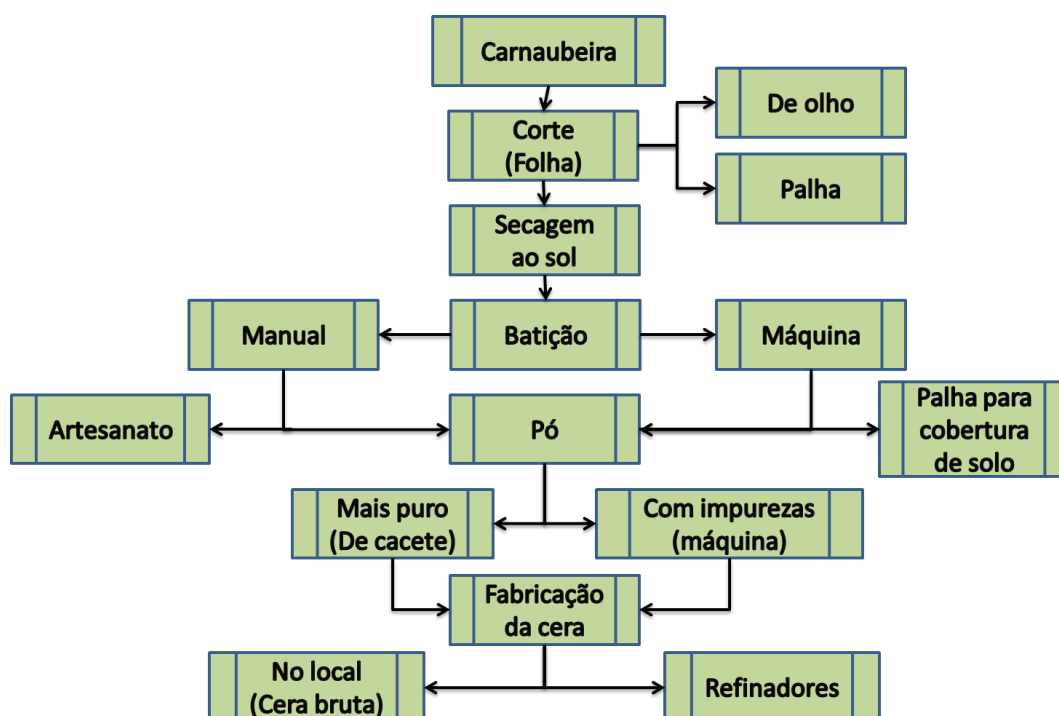 Carnaubeira
De olho
Corte
(Folha)
Palha
Secagem
ao sol
Manual
Batição
Máquina
Artesanato
Pó
Palha para
cobertura
de solo
Mais puro
(De cacete)
Com impurezas
(máquina)
Fabricação
da cera
No local
(Cera bruta)
Refinadores